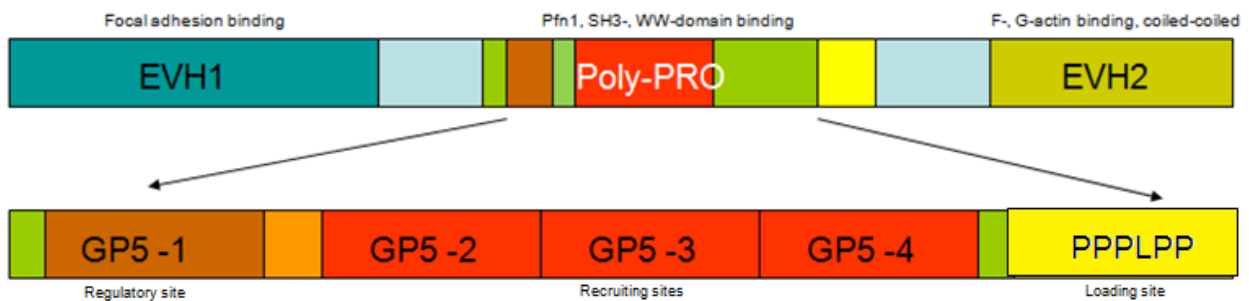 Focal adhesion binding
Pfn1, SH3-, WW-domain binding
F-, G-actin binding, coiled-coiled
EVH1
Poly-PRO
EVH2
GP5 -1
GP5 -2
GP5 -3
GP5 -4
PPPLPP
Regulatory site
Recruiting sites
Loading site